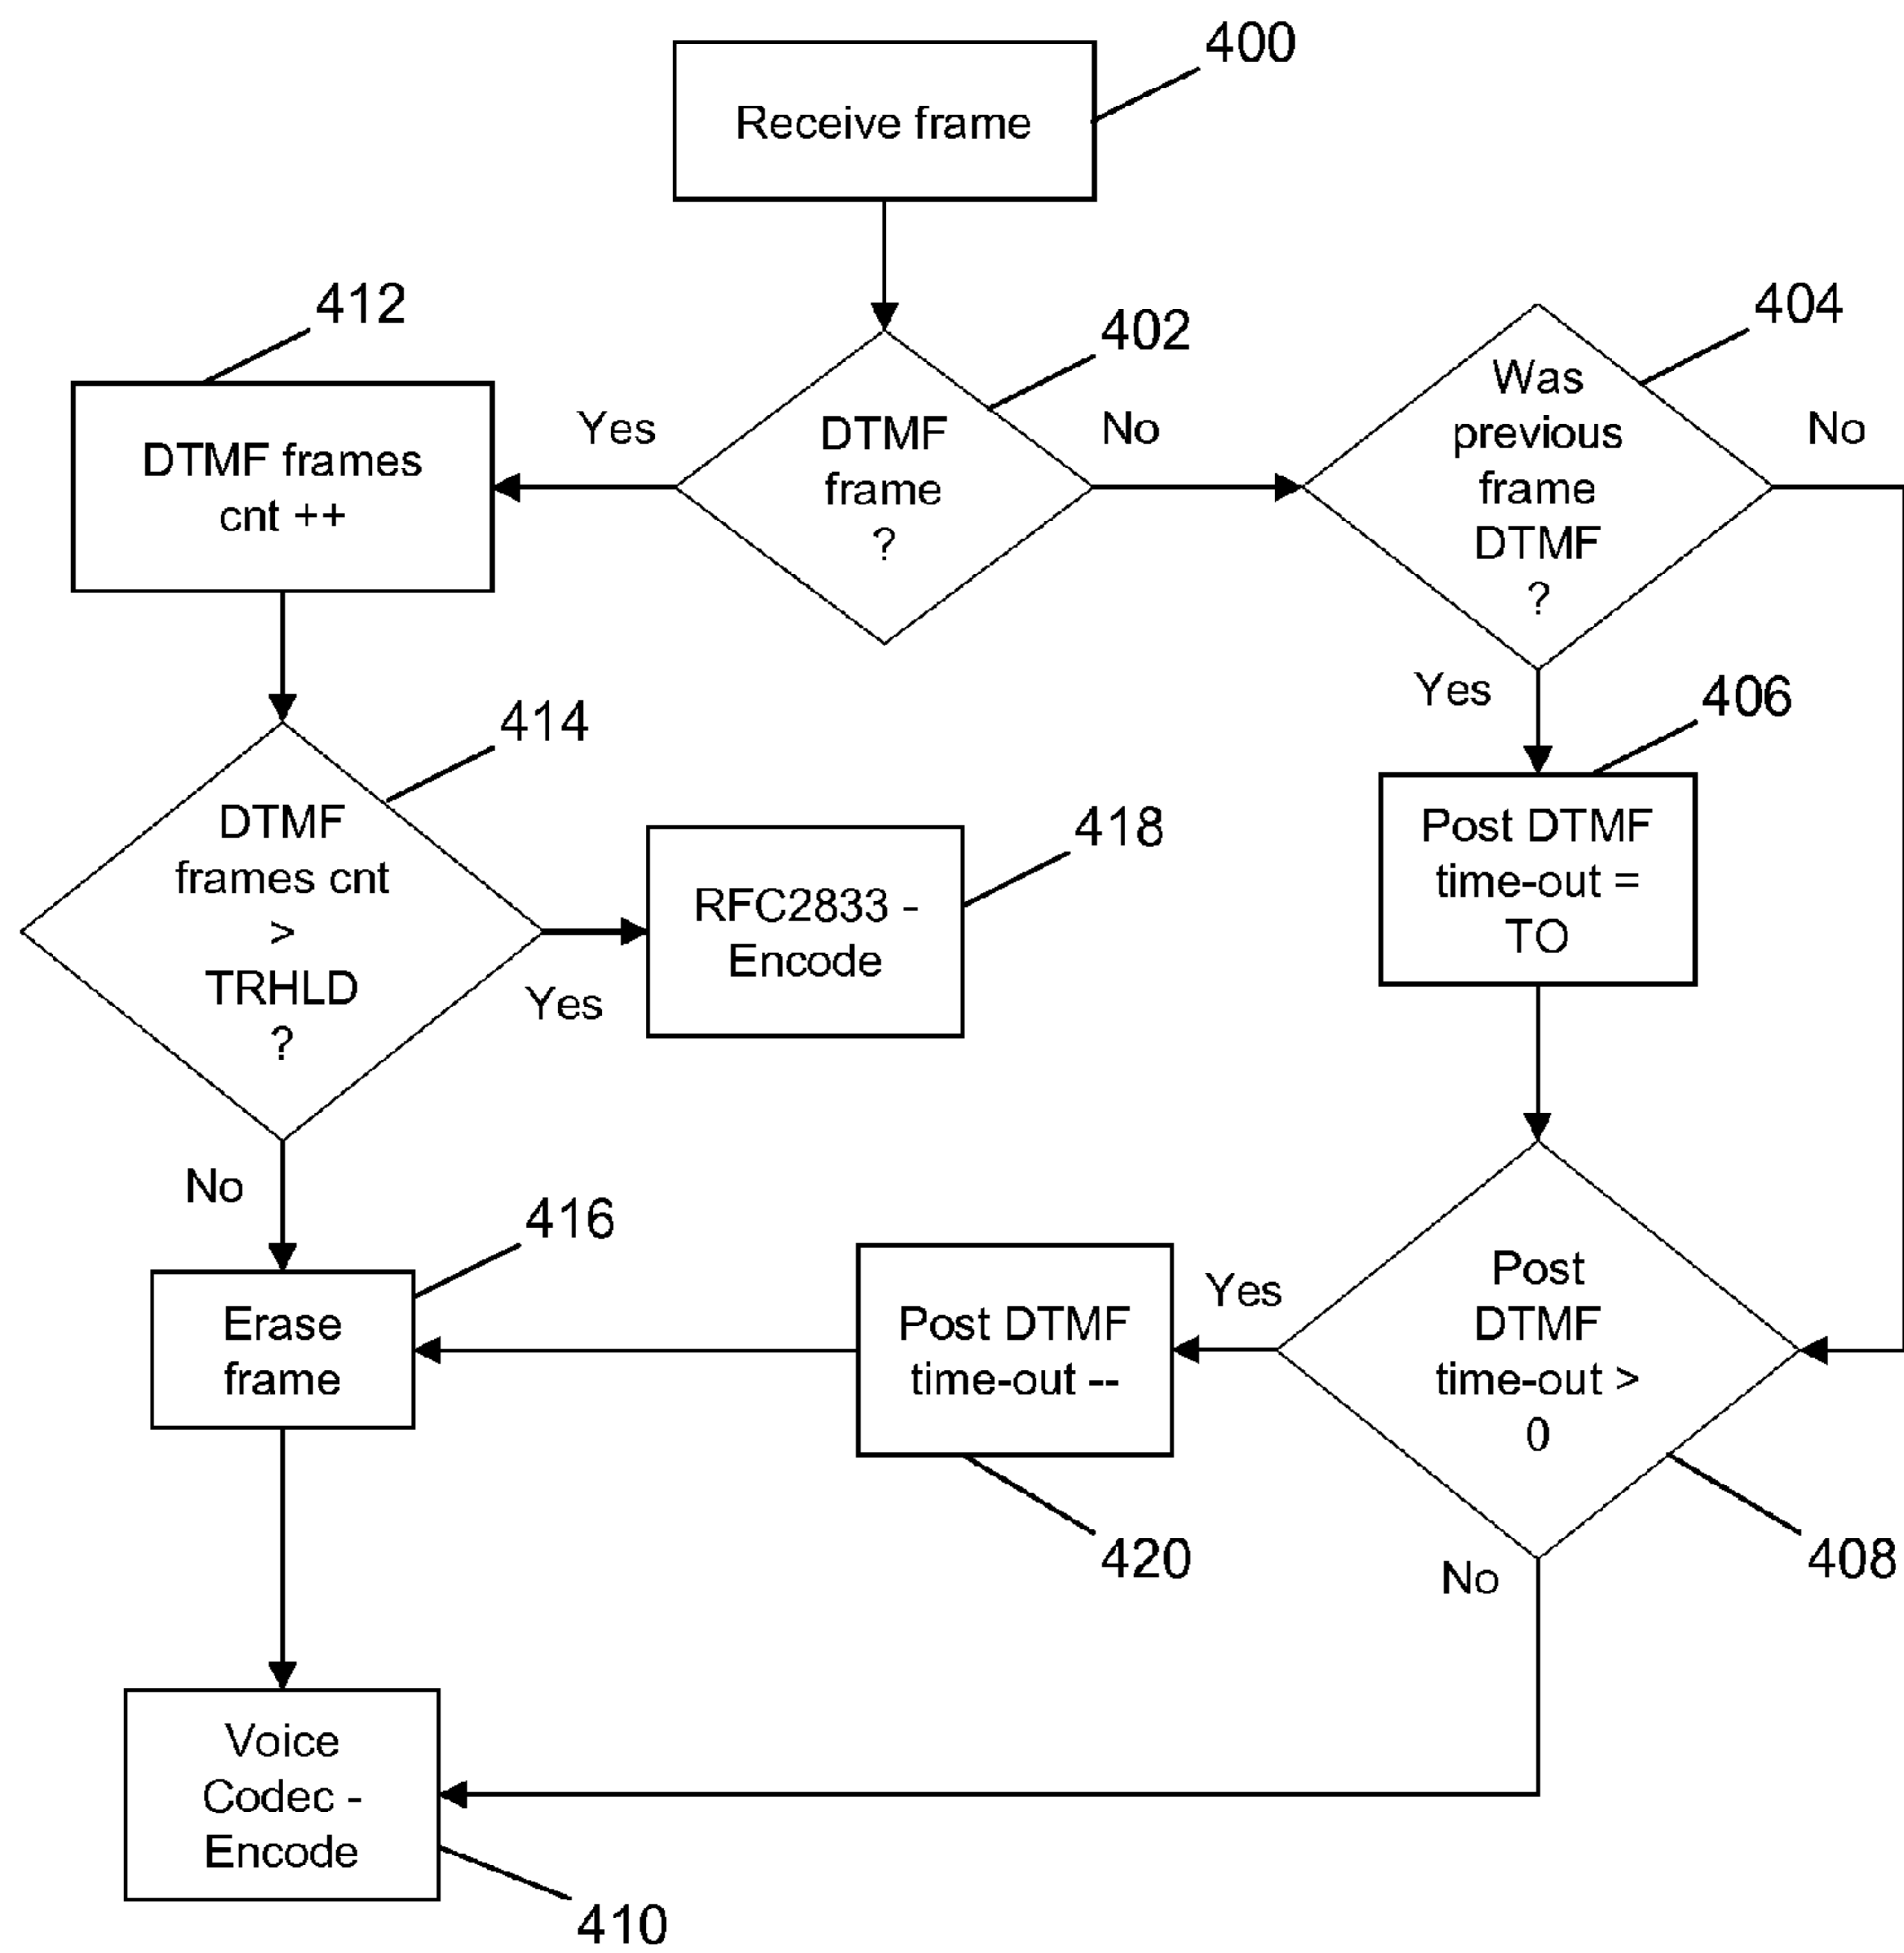 400
Receive frame
412
402
404
DTMF frames
cnt ++
Yes
DTMF
frame
?
No
Was
previous
frame
DTMF
?
No
Yes
406
414
DTMF
frames cnt
>
TRHLD
?
Yes
418
RFC2833 -
Encode
Post DTMF
time-out =
TO
No
416
Erase
frame
Post DTMF
time-out --
Yes
Post
DTMF
time-out >
0
420
408
No
Voice
Codec -
Encode
410